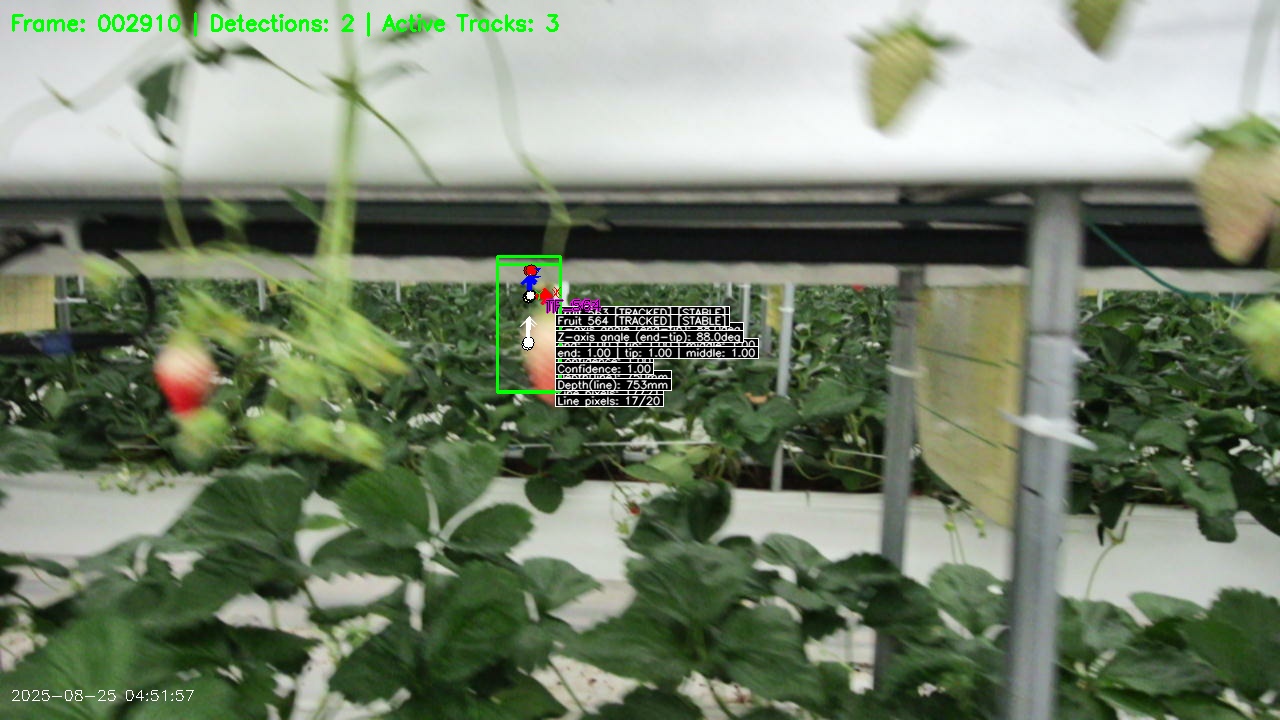 Frame: 002910 | Detections: 2 | Active Tracks: 3
[TRACKED] [STABLE]
Fruit 564 [TRACKED] [STABLE]
Z-axis angle (end-tip): 88.0deg
end: 1.00 | tip: 1.00 | middle: 1.00
Confidence: 1.00
Depth(line): 753mm
Line pixels: 17/20
2025-08-25 04:51:57